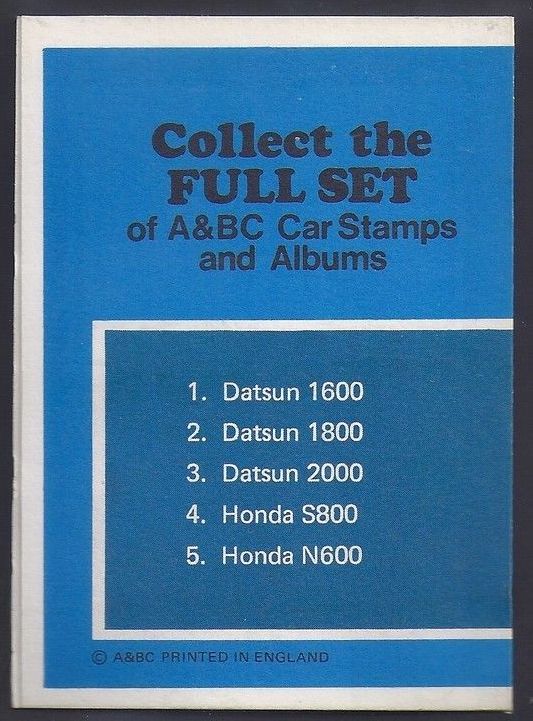 Collect the
FULL SET
of A&BC Car Stamps
and Albums
1. Datsun 1600
2. Datsun 1800
3. Datsun 2000
4. Honda S800
5. Honda N600
© A&BC PRINTED IN ENGLAND